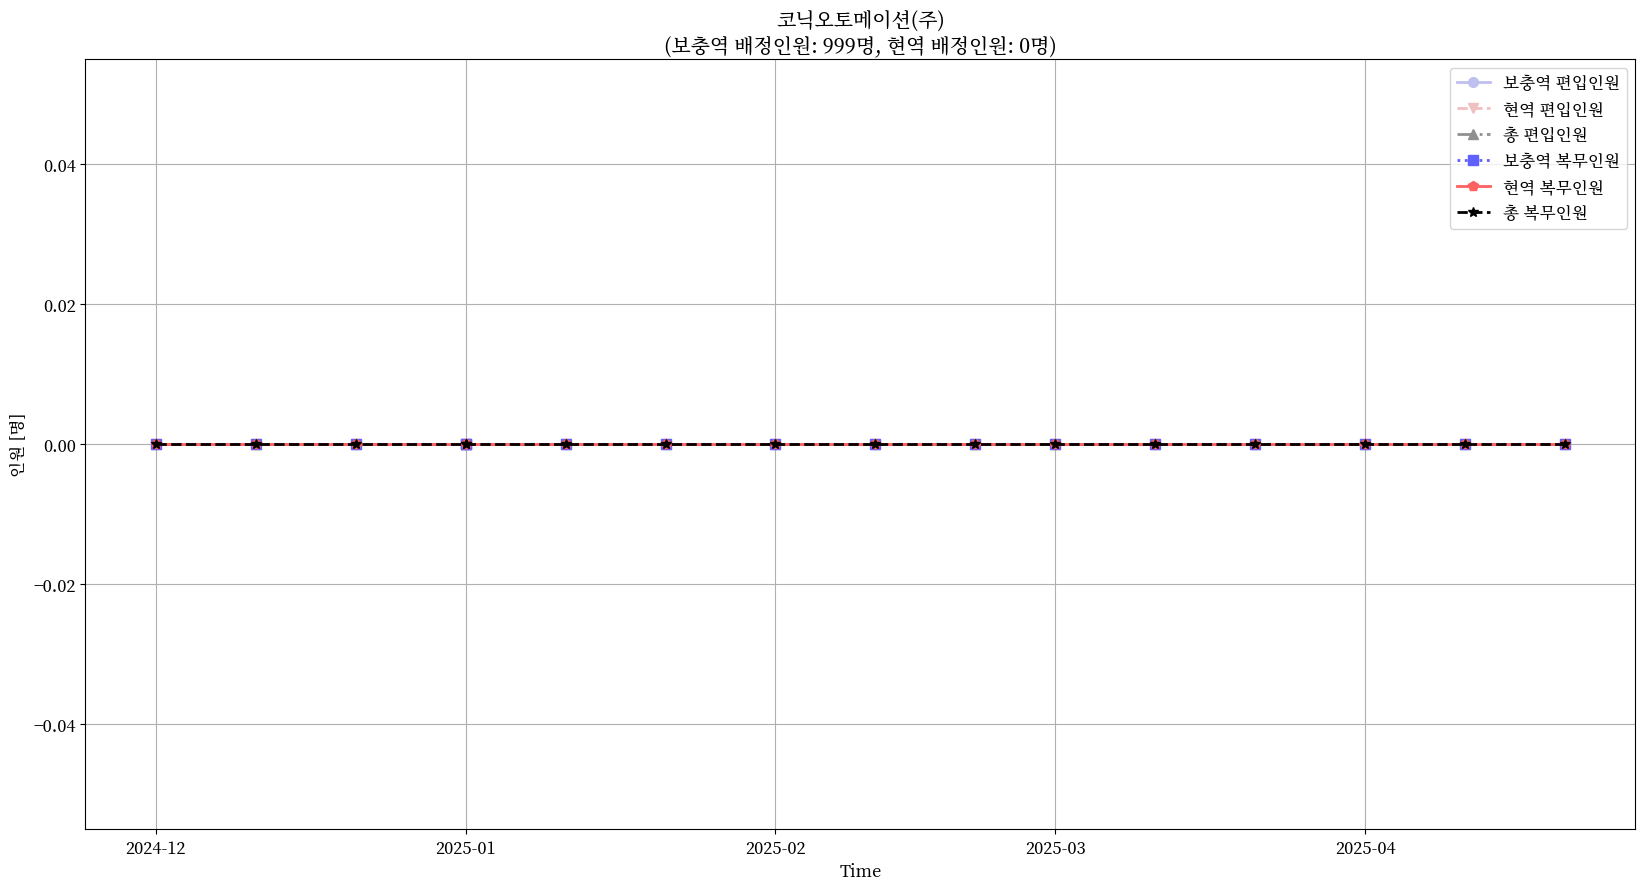 코닉오토메이션(주)
(보충역 배정인원: 999명, 현역 배정인원: 0명)
보충역 편입인원
현역 편입인원
총 편입인원
보충역 복무인원
현역 복무인원
총 복무인원
인원 [명]
0.04
0.02
0.00
−0.02
−0.04
2024-12
2025-01
2025-02
2025-03
2025-04
Time